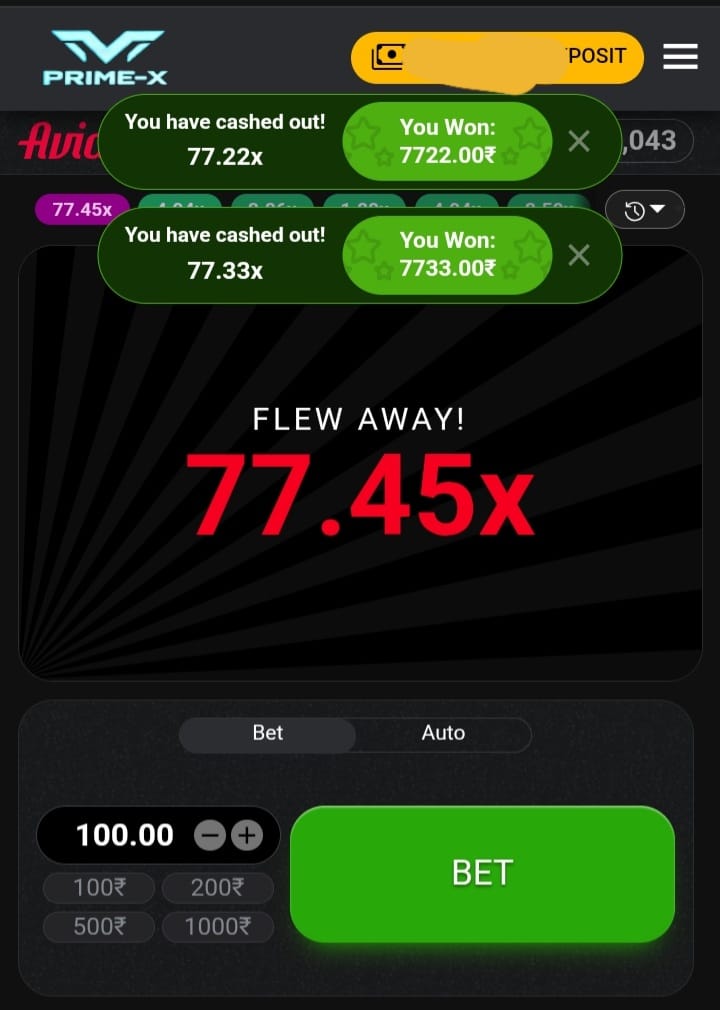 PRIME-X
POSIT
You have cashed out!
77.22x
You Won:
7722.00₹
,043
77.45x
You have cashed out!
77.33x
You Won:
7733.00₹
FLEW AWAY!
77.45x
Bet
Auto
100.00
BET
100₹
200₹
500₹
1000₹